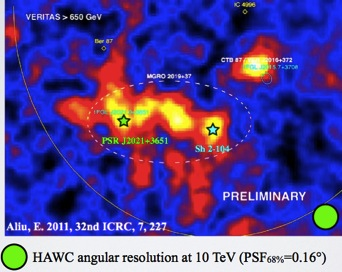 VERITAS > 650 GeV
IC 4996
Ber 87
CTB 87
MGRO 2019+37
PSR J2021+3651
Sh 2-104
PRELIMINARY
Aliu, E. 2011, 32nd ICRC, 7, 227
HAWC angular resolution at 10 TeV (PSF68%=0.16°)